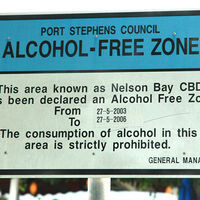 PORT STEPHENS COUNCIL
ALCOHOL-FREE ZONE
This area known as Nelson Bay CBD
been declared an Alcohol Free
From 27-5-2003
To 27-5-2006
The consumption of alcohol in this
area is strictly prohibited.
GENERAL